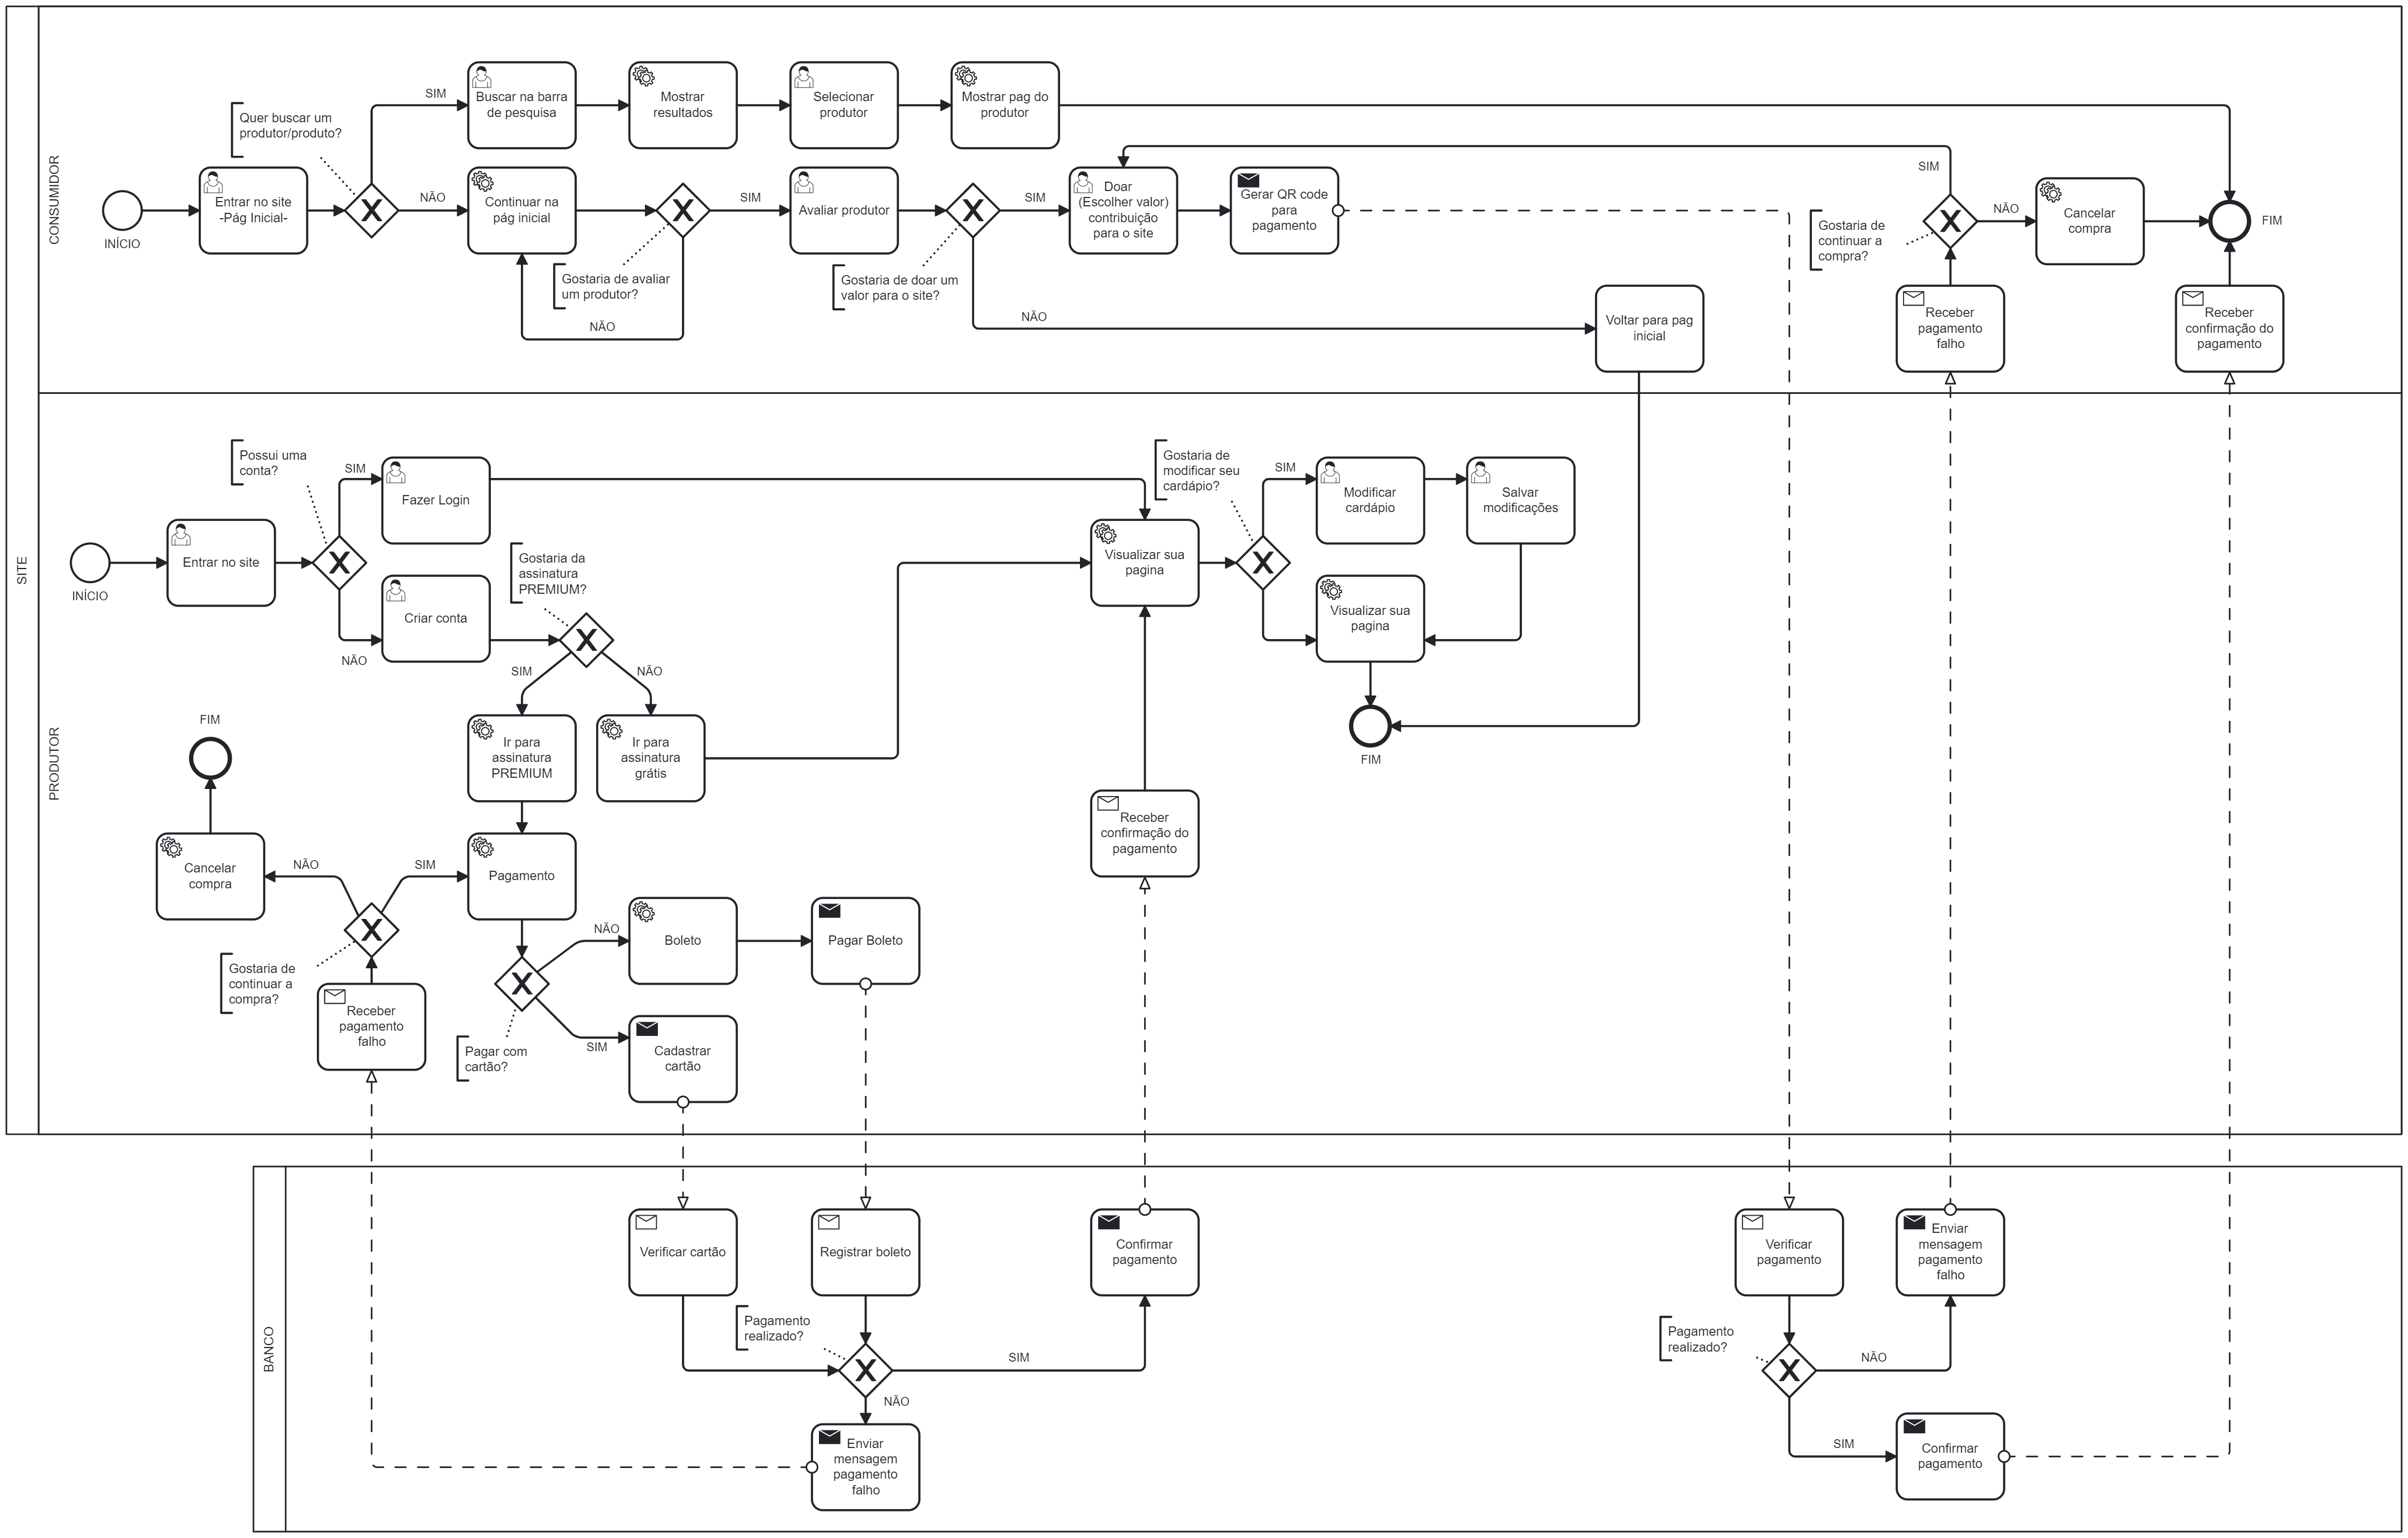 SITE
CONSUMIDOR
INÍCIO
Entrar no site
-Pág Inicial-
Quer buscar um
produtor/produto?
SIM
Buscar na barra
de pesquisa
Mostrar
resultados
Selecionar
produtor
Mostrar pag do
produtor
NÃO
Continuar na
pág inicial
Gostaria de avaliar
um produtor?
NÃO
SIM
Avaliar produtor
Gostaria de doar um
valor para o site?
SIM
Doar
(Escolher valor)
contribuição
para o site
Gerar QR code
para
pagamento
NÃO
Voltar para pag
inicial
Gostaria de
continuar a
compra?
SIM
NÃO
Cancelar
compra
FIM
Receber
pagamento
falho
Receber
confirmação do
pagamento
PRODUTOR
INÍCIO
Entrar no site
Possui uma
conta?
SIM
Fazer Login
NÃO
Criar conta
Gostaria da
assinatura
PREMIUM?
SIM
NÃO
Ir para
assinatura
PREMIUM
Ir para
assinatura
grátis
Visualizar sua
pagina
Gostaria de
modificar seu
cardápio?
SIM
Modificar
cardápio
Salvar
modificações
Visualizar sua
pagina
FIM
FIM
Cancelar
compra
NÃO
SIM
Pagamento
Gostaria de
continuar a
compra?
Receber
pagamento
falho
Pagar com
cartão?
NÃO
Boleto
Pagar Boleto
SIM
Cadastrar
cartão
Receber
confirmação do
pagamento
BANCO
Verificar cartão
Registrar boleto
Pagamento
realizado?
SIM
Confirmar
pagamento
NÃO
Enviar
mensagem
pagamento
falho
Verificar
pagamento
Pagamento
realizado?
NÃO
Enviar
mensagem
pagamento
falho
SIM
Confirmar
pagamento